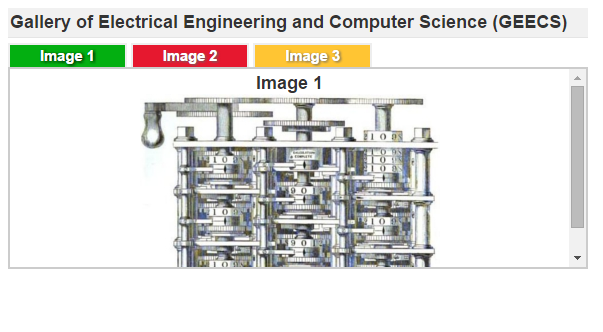 Gallery of Electrical Engineering and Computer Science (GEECS)
Image 1 Image 2 Image 3
Image 1